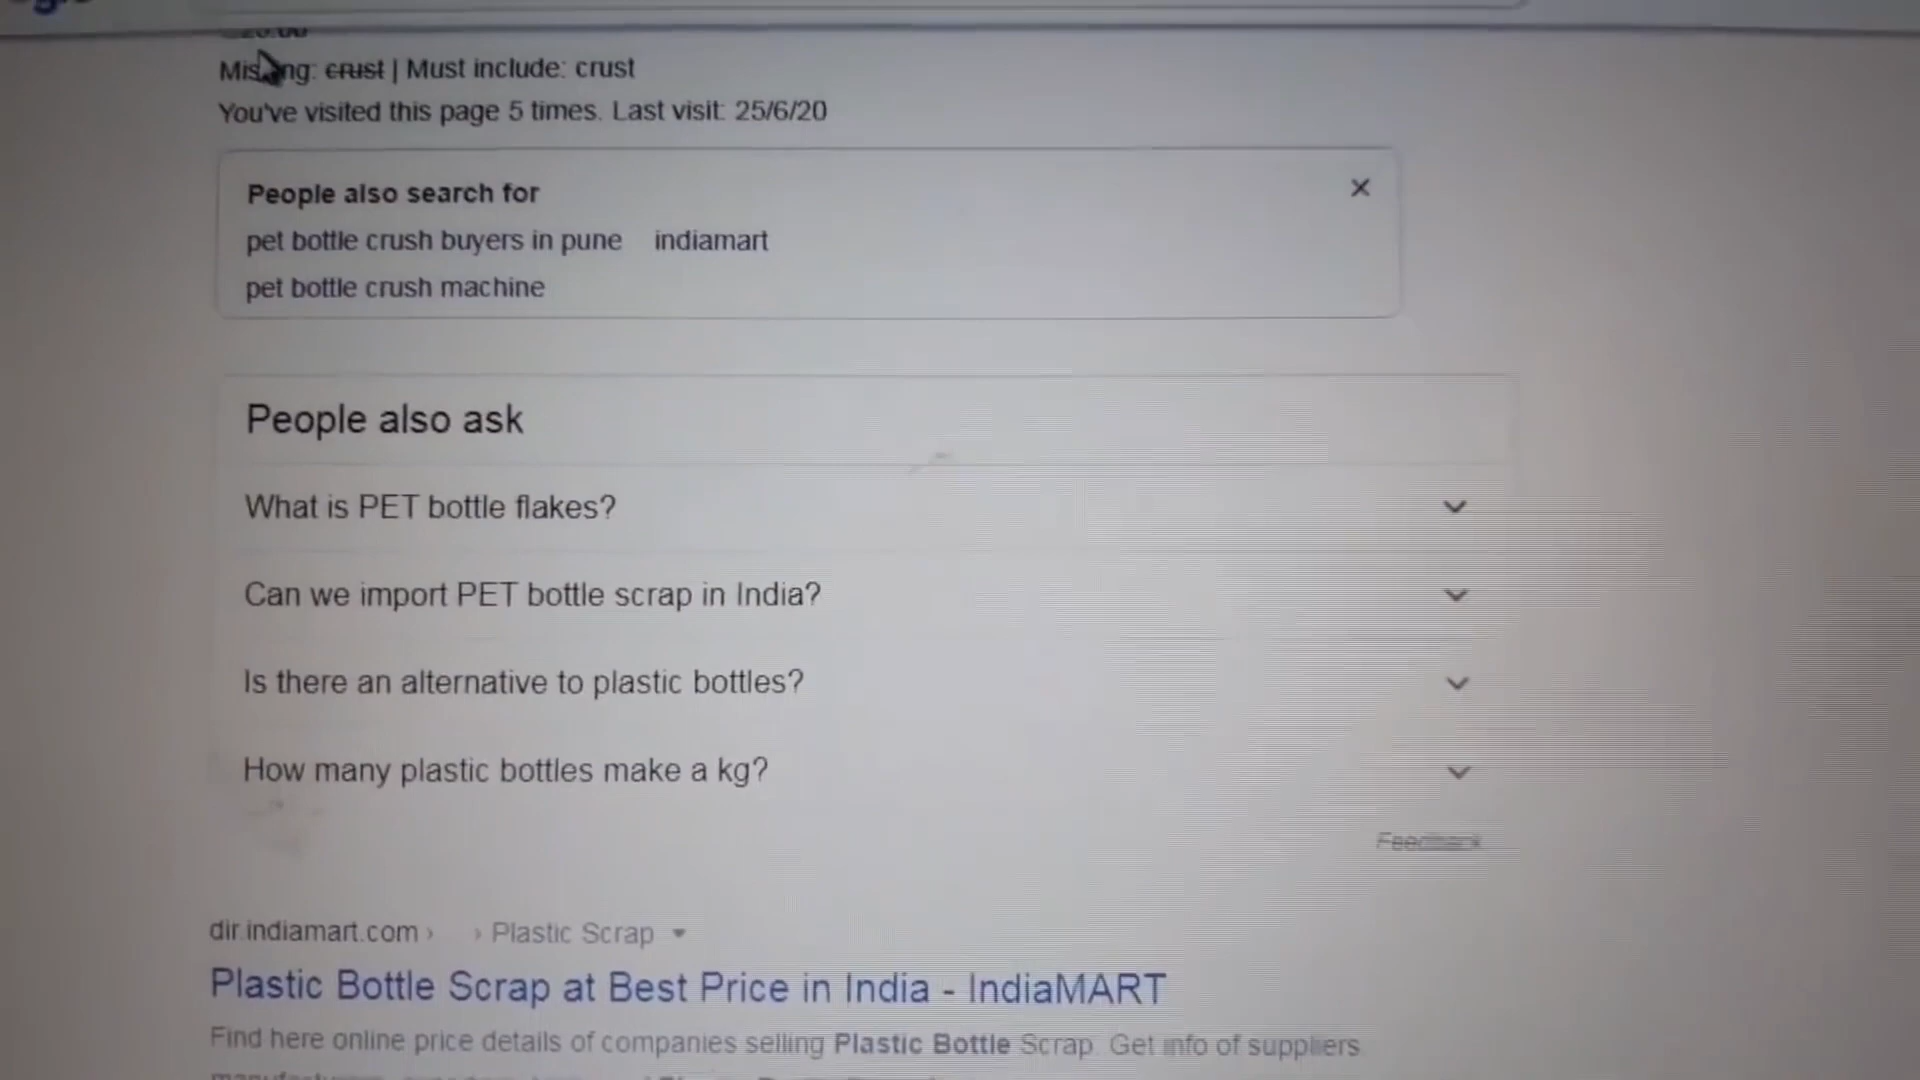 20.00
Missing: crust | Must include: crust
You've visited this page 5 times. Last visit: 25/6/20
People also search for
pet bottle crush buyers in pune indiamart
pet bottle crush machine
People also ask
What is PET bottle flakes?
Can we import PET bottle scrap in India?
Is there an alternative to plastic bottles?
How many plastic bottles make a kg?
Feedback
dir.indiamart.com › › Plastic Scrap
Plastic Bottle Scrap at Best Price in India - IndiaMART
Find here online price details of companies selling Plastic Bottle Scrap. Get info of suppliers